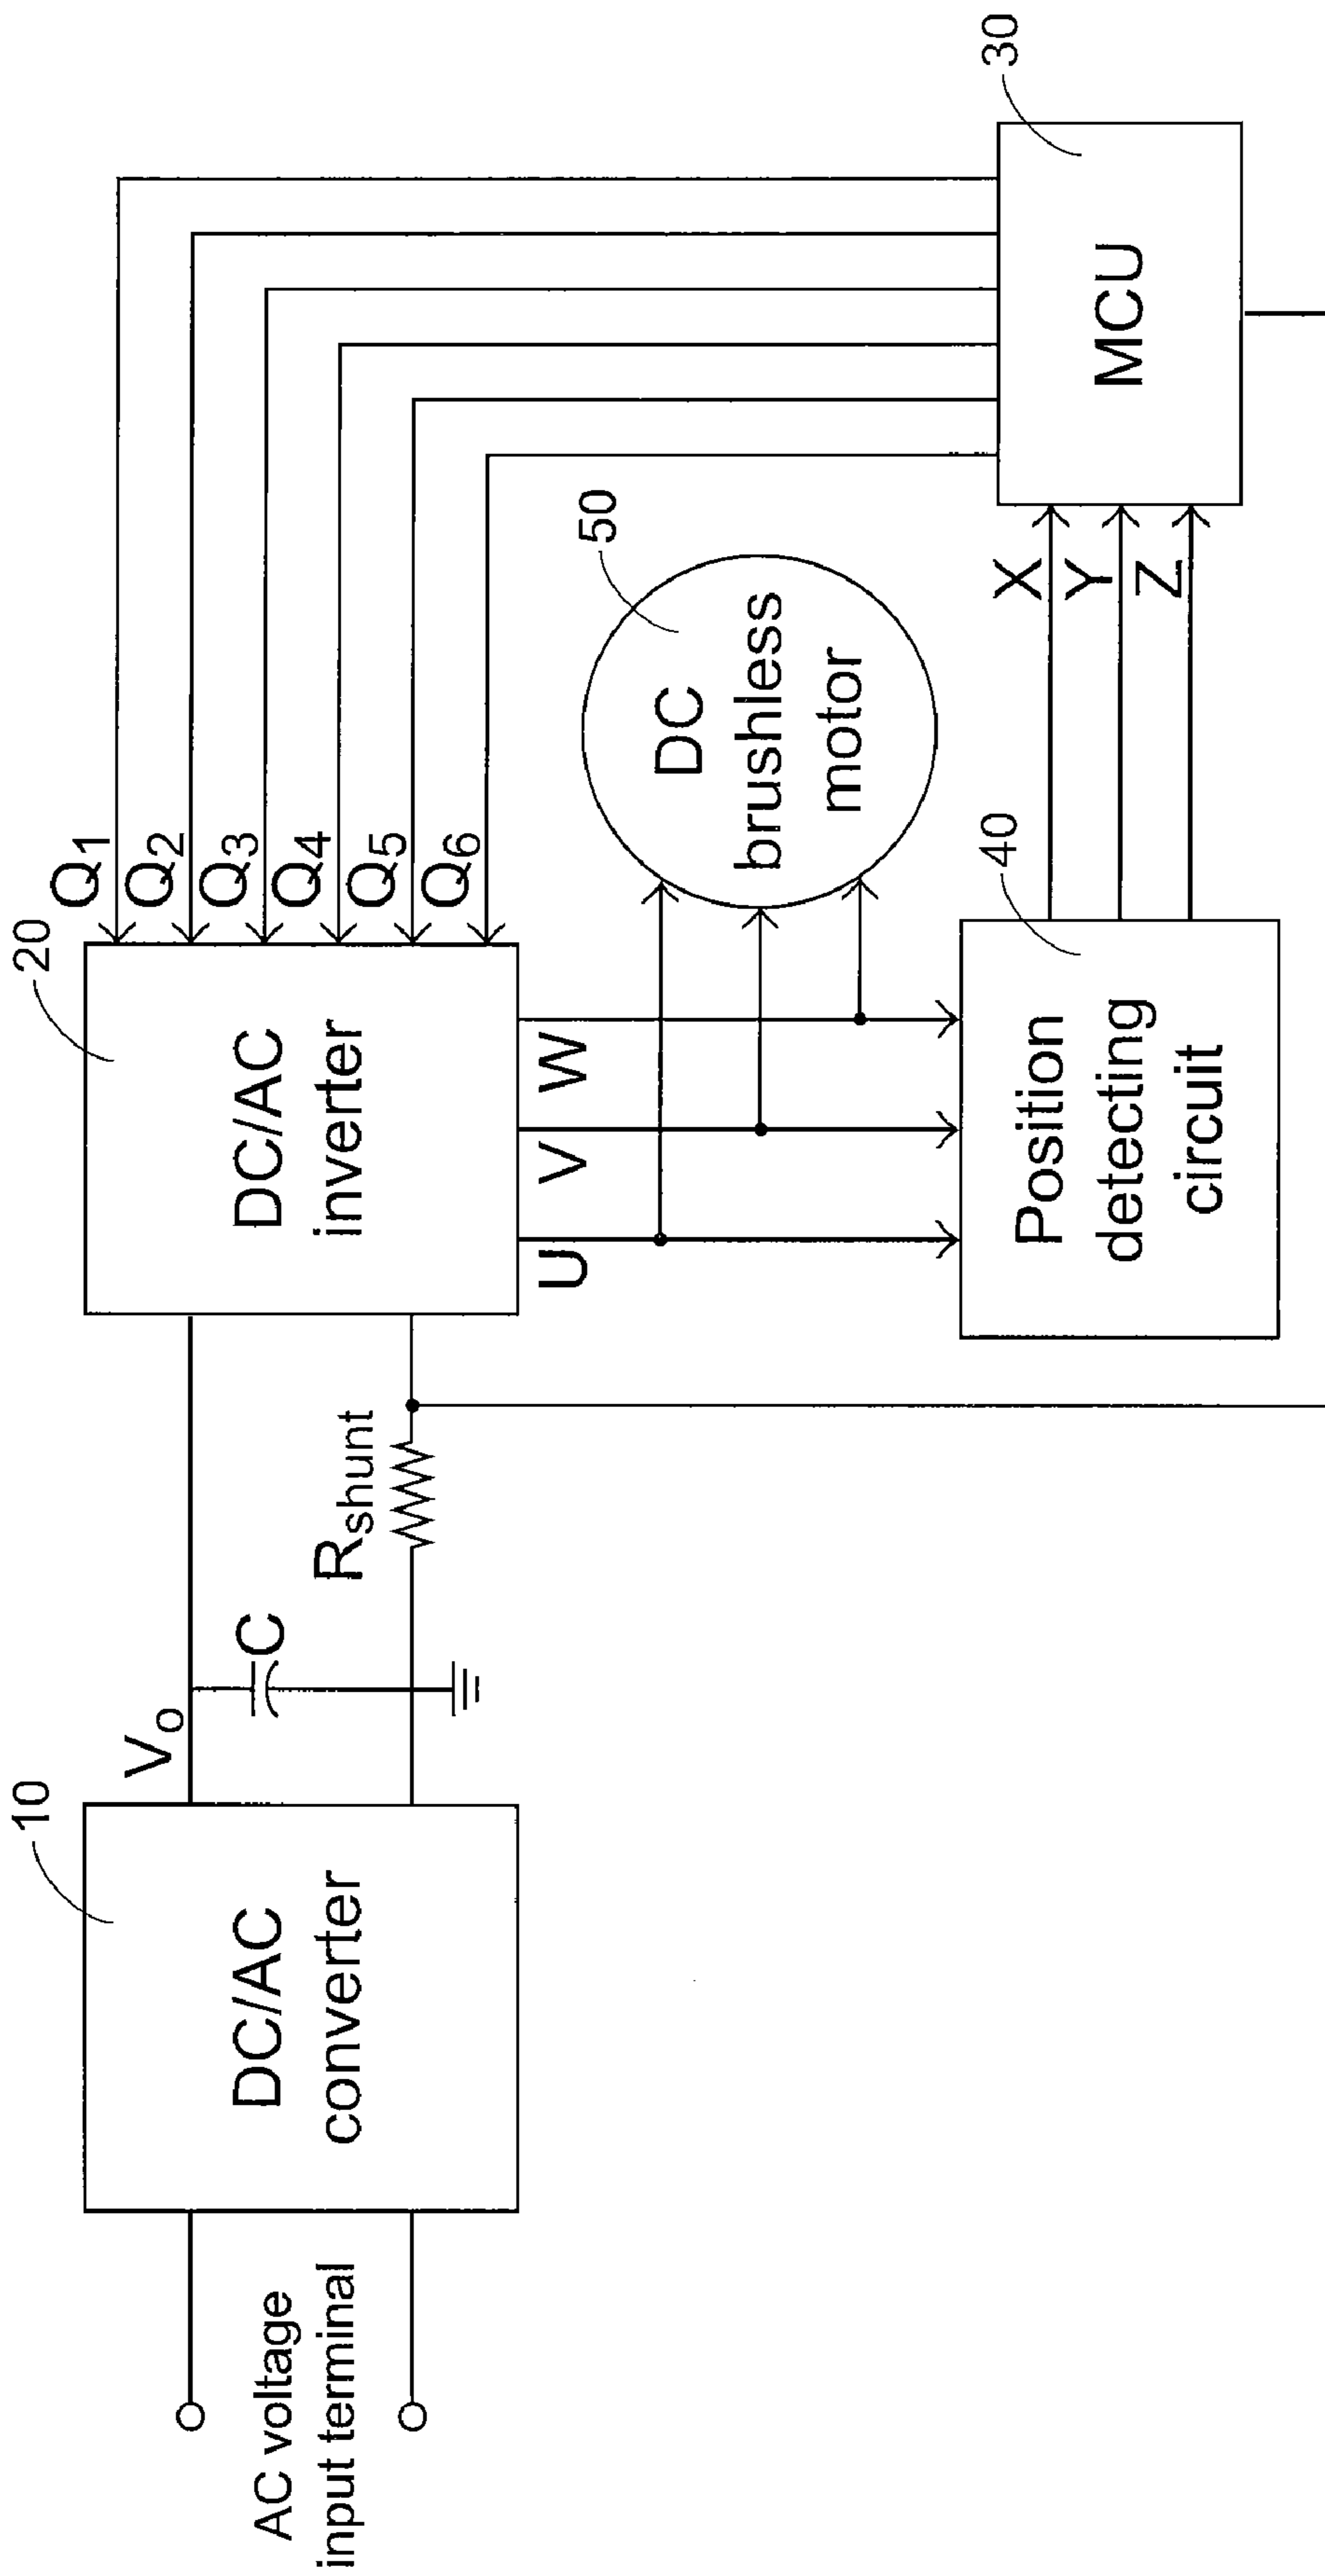 10
20
DC/AC
converter
V₀
C
Rshunt
DC/AC
inverter
Q1
Q2
Q3
Q4
Q5
Q6
AC voltage
input terminal
U
V
W
50
DC
brushless
motor
40
Position
detecting
circuit
X
Y
Z
30
MCU